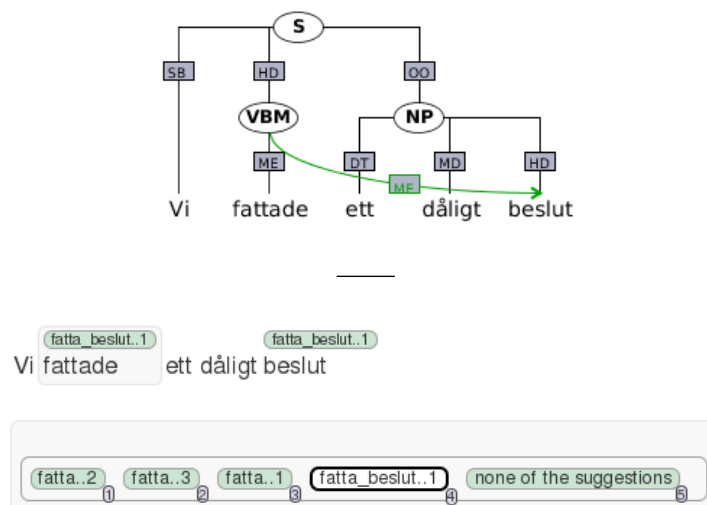 S
SB HD OO
VBM NP
ME DT MD HD
ME
Vi fattade ett dåligt beslut
fatta_beslut..1 fatta_beslut..1
Vi fattade ett dåligt beslut
fatta..2 1 fatta..3 2 fatta..1 3 fatta_beslut..1 4 none of the suggestions 5